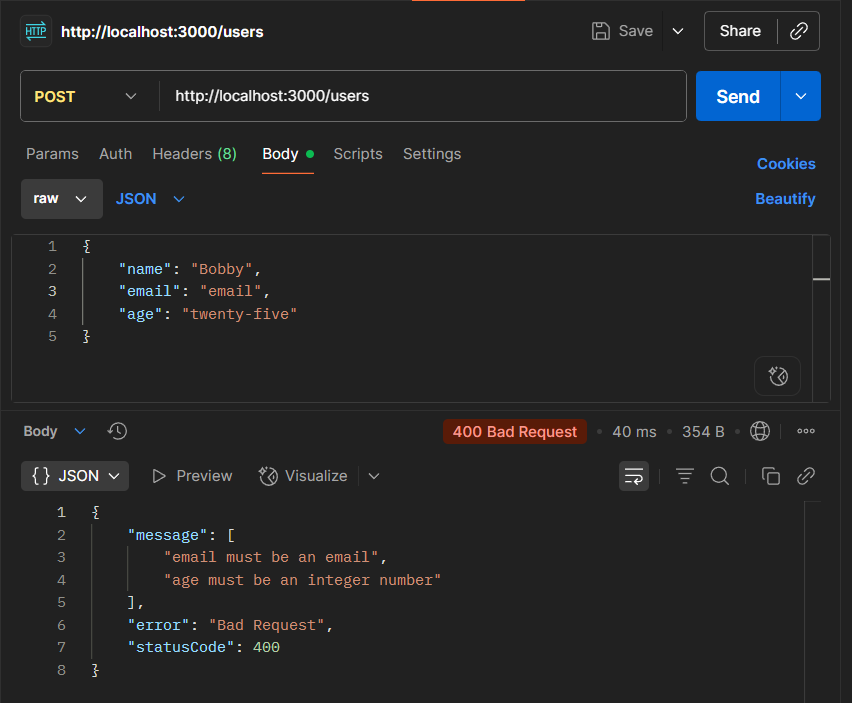 HTTP http://localhost:3000/users Save Share
POST http://localhost:3000/users Send
Params Auth Headers (8) Body Scripts Settings Cookies
raw JSON Beautify
1 {
2 "name": "Bobby",
3 "email": "email",
4 "age": "twenty-five"
5 }
Body 400 Bad Request 40 ms 354 B
{} JSON Preview Visualize
1 {
2 "message": [
3 "email must be an email",
4 "age must be an integer number"
5 ],
6 "error": "Bad Request",
7 "statusCode": 400
8 }